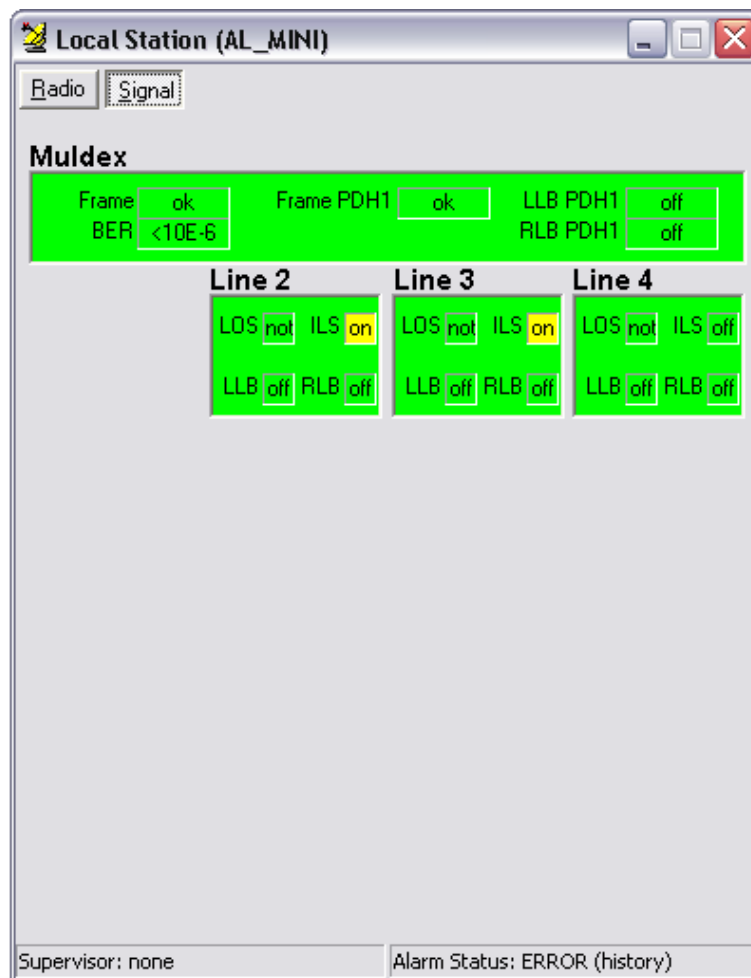 Local Station (AL_MINI)
Radio Signal
Muldex
Frame ok Frame PDH1 ok LLB PDH1 off
BER <10E-6 RLB PDH1 off
Line 2 Line 3 Line 4
LOS not ILS on LOS not ILS on LOS not ILS off
LLB off RLB off LLB off RLB off LLB off RLB off
Supervisor: none Alarm Status: ERROR (history)